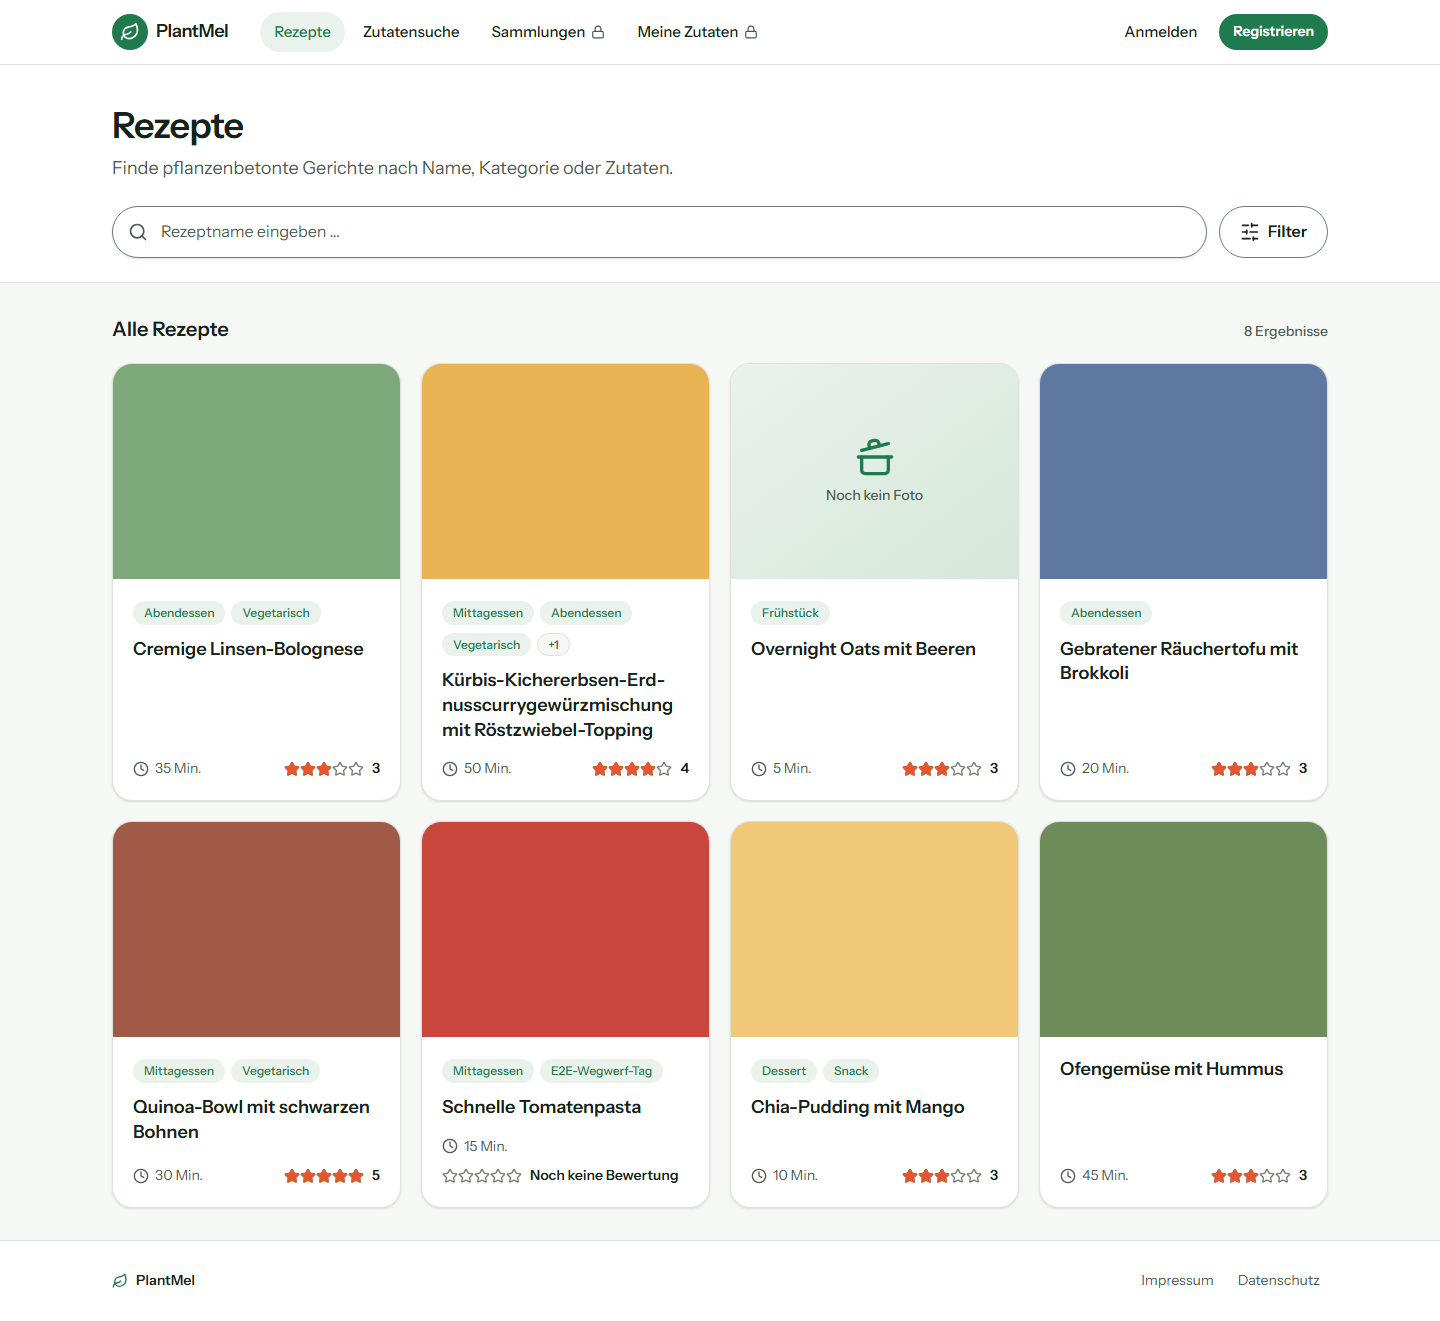 PlantMel
Rezepte
Zutatensuche
Sammlungen
Meine Zutaten
Anmelden
Registrieren
Rezepte
Finde pflanzenbetonte Gerichte nach Name, Kategorie oder Zutaten.
Rezeptname eingeben ...
Filter
Alle Rezepte
8 Ergebnisse
Abendessen
Vegetarisch
Cremige Linsen-Bolognese
35 Min.
3
Mittagessen
Abendessen
Vegetarisch
+1
Kürbis-Kichererbsen-Erd-
nusscurrygewürzmischung
mit Röstzwiebel-Topping
50 Min.
4
Noch kein Foto
Frühstück
Overnight Oats mit Beeren
5 Min.
3
Abendessen
Gebratener Räuchertofu mit
Brokkoli
20 Min.
3
Mittagessen
Vegetarisch
Quinoa-Bowl mit schwarzen
Bohnen
30 Min.
5
Mittagessen
E2E-Wegwerf-Tag
Schnelle Tomatenpasta
15 Min.
Noch keine Bewertung
Dessert
Snack
Chia-Pudding mit Mango
10 Min.
3
Ofengemüse mit Hummus
45 Min.
3
PlantMel
Impressum
Datenschutz